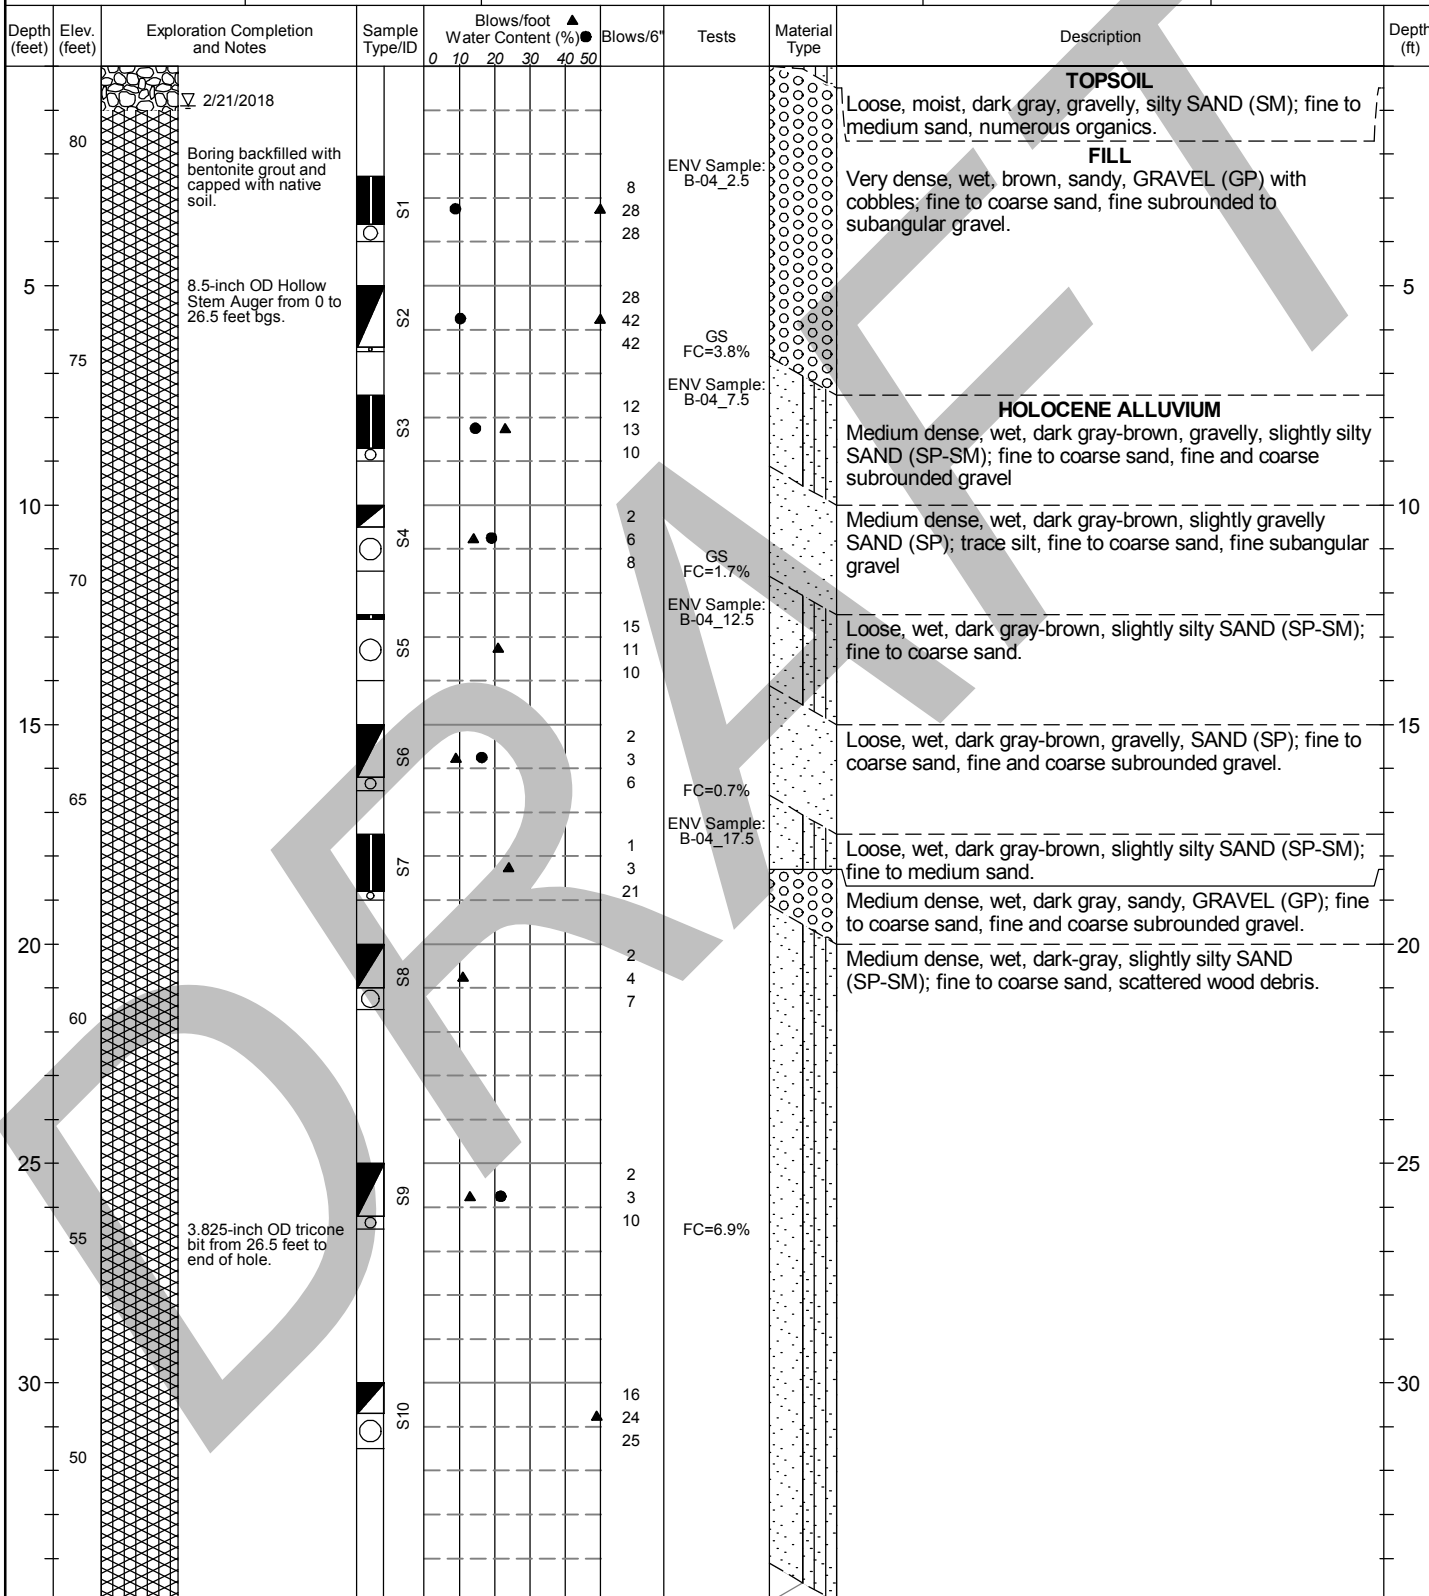 Depth (feet)
Elev. (feet)
Exploration Completion and Notes
Sample Type/ID
Blows/foot ▲
Water Content (%) ●
0 10 20 30 40 50
Blows/6"
Tests
Material Type
Description
Depth (ft)
2/21/2018
TOPSOIL
Loose, moist, dark gray, gravelly, silty SAND (SM); fine to
medium sand, numerous organics.
80
Boring backfilled with
bentonite grout and
capped with native
soil.
ENV Sample:
B-04_2.5
FILL
Very dense, wet, brown, sandy, GRAVEL (GP) with
cobbles; fine to coarse sand, fine subrounded to
subangular gravel.
S1
8
28
28
5
8.5-inch OD Hollow
Stem Auger from 0 to
26.5 feet bgs.
S2
28
42
42
5
75
GS
FC=3.8%
ENV Sample:
B-04_7.5
S3
12
13
10
HOLOCENE ALLUVIUM
Medium dense, wet, dark gray-brown, gravelly, slightly silty
SAND (SP-SM); fine to coarse sand, fine and coarse
subrounded gravel
10
S4
2
6
8
Medium dense, wet, dark gray-brown, slightly gravelly
SAND (SP); trace silt, fine to coarse sand, fine subangular
gravel
10
70
GS
FC=1.7%
ENV Sample:
B-04_12.5
S5
15
11
10
Loose, wet, dark gray-brown, slightly silty SAND (SP-SM);
fine to coarse sand.
15
S6
2
3
6
Loose, wet, dark gray-brown, gravelly, SAND (SP); fine to
coarse sand, fine and coarse subrounded gravel.
15
65
FC=0.7%
ENV Sample:
B-04_17.5
S7
1
3
21
Loose, wet, dark gray-brown, slightly silty SAND (SP-SM);
fine to medium sand.
Medium dense, wet, dark gray, sandy, GRAVEL (GP); fine
to coarse sand, fine and coarse subrounded gravel.
20
S8
2
4
7
Medium dense, wet, dark-gray, slightly silty SAND
(SP-SM); fine to coarse sand, scattered wood debris.
20
60
25
S9
2
3
10
25
55
3.825-inch OD tricone
bit from 26.5 feet to
end of hole.
FC=6.9%
30
S10
16
24
25
30
50
DRAFT